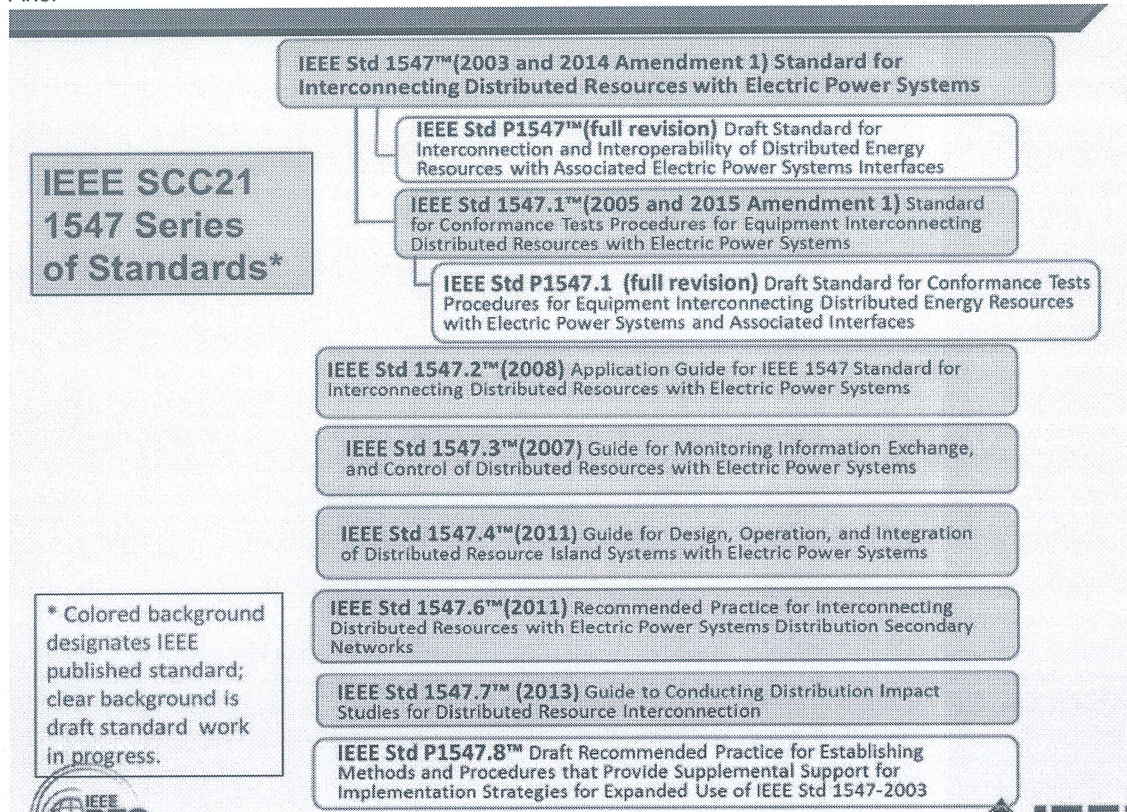 IEEE Std 1547™(2003 and 2014 Amendment 1) Standard for
Interconnecting Distributed Resources with Electric Power Systems
IEEE Std P1547™(full revision) Draft Standard for
Interconnection and Interoperability of Distributed Energy
Resources with Associated Electric Power Systems Interfaces
IEEE SCC21
1547 Series
of Standards*
IEEE Std 1547.1™(2005 and 2015 Amendment 1) Standard
for Conformance Tests Procedures for Equipment Interconnecting
Distributed Resources with Electric Power Systems
IEEE Std P1547.1 (full revision) Draft Standard for Conformance Tests
Procedures for Equipment Interconnecting Distributed Energy Resources
with Electric Power Systems and Associated Interfaces
IEEE Std 1547.2™(2008) Application Guide for IEEE 1547 Standard for
Interconnecting Distributed Resources with Electric Power Systems
IEEE Std 1547.3™(2007) Guide for Monitoring Information Exchange,
and Control of Distributed Resources with Electric Power Systems
IEEE Std 1547.4™(2011) Guide for Design, Operation, and Integration
of Distributed Resource Island Systems with Electric Power Systems
IEEE Std 1547.6™(2011) Recommended Practice for Interconnecting
Distributed Resources with Electric Power Systems Distribution Secondary
Networks
IEEE Std 1547.7™ (2013) Guide to Conducting Distribution Impact
Studies for Distributed Resource Interconnection
IEEE Std P1547.8™ Draft Recommended Practice for Establishing
Methods and Procedures that Provide Supplemental Support for
Implementation Strategies for Expanded Use of IEEE Std 1547-2003
* Colored background
designates IEEE
published standard;
clear background is
draft standard work
in progress.
IEEE